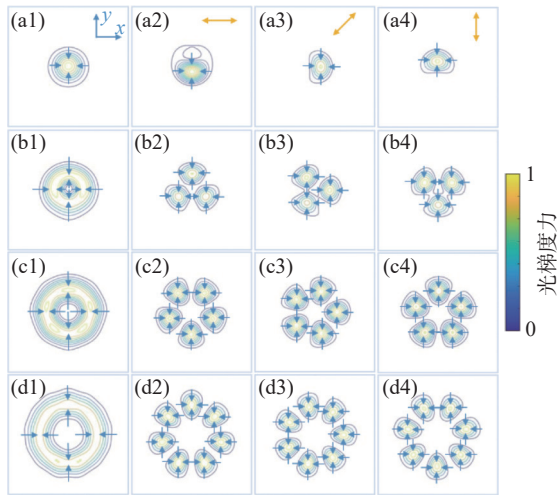 (a1) y x (a2) (a3) (a4)
(b1) (b2) (b3) (b4)
(c1) (c2) (c3) (c4)
(d1) (d2) (d3) (d4)
1
光梯度力
0